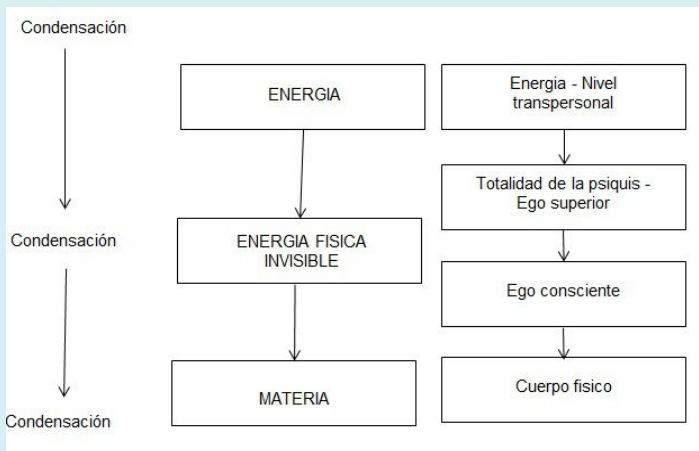 Condensación
Condensación
Condensación
ENERGIA
ENERGIA FISICA
INVISIBLE
MATERIA
Energia - Nivel
transpersonal
Totalidad de la psiquis -
Ego superior
Ego consciente
Cuerpo fisico